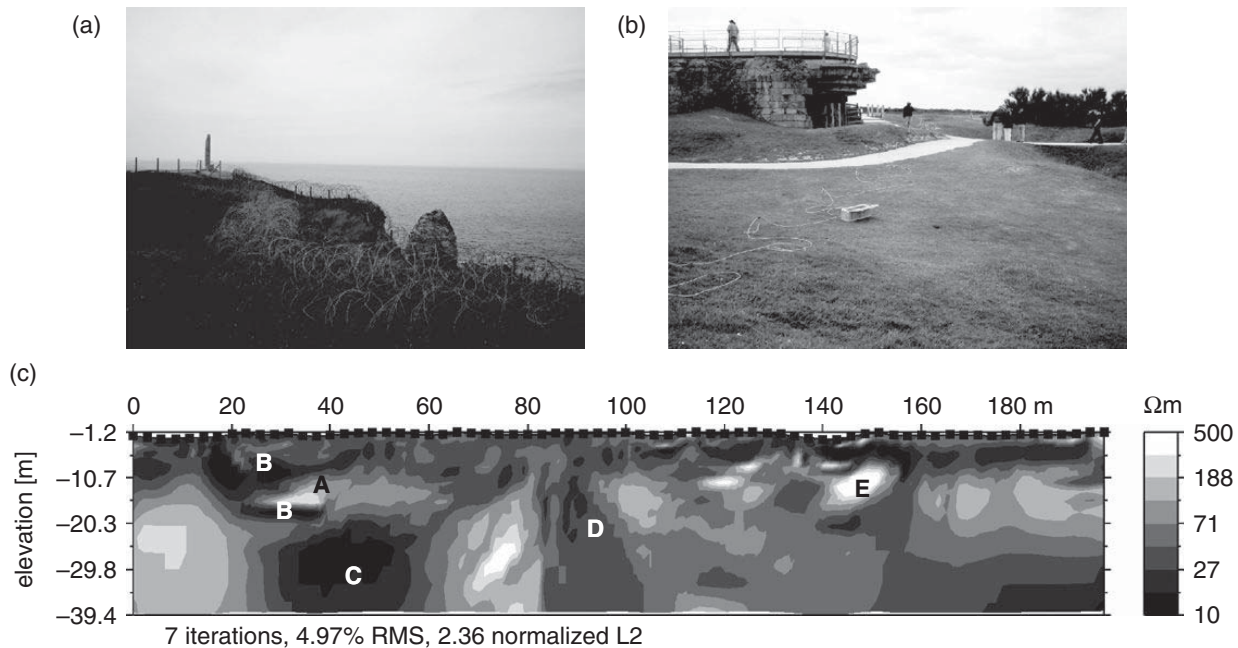 (a)
(b)
(c)
0 20 40 60 80 100 120 140 160 180 m
Ωm
−1.2
−10.7
−20.3
−29.8
−39.4
elevation [m]
B
A
B
C
D
E
500
188
71
27
10
7 iterations, 4.97% RMS, 2.36 normalized L2